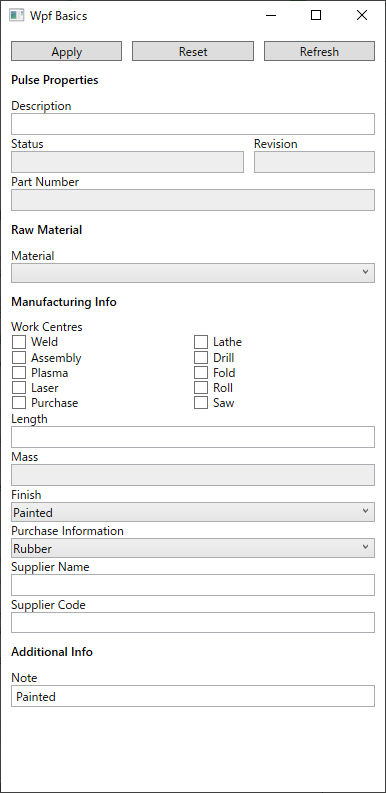 Wpf Basics
Apply Reset Refresh
Pulse Properties
Description
Status Revision
Part Number
Raw Material
Material
Manufacturing Info
Work Centres
Weld Lathe
Assembly Drill
Plasma Fold
Laser Roll
Purchase Saw
Length
Mass
Finish
Painted
Purchase Information
Rubber
Supplier Name
Supplier Code
Additional Info
Note
Painted